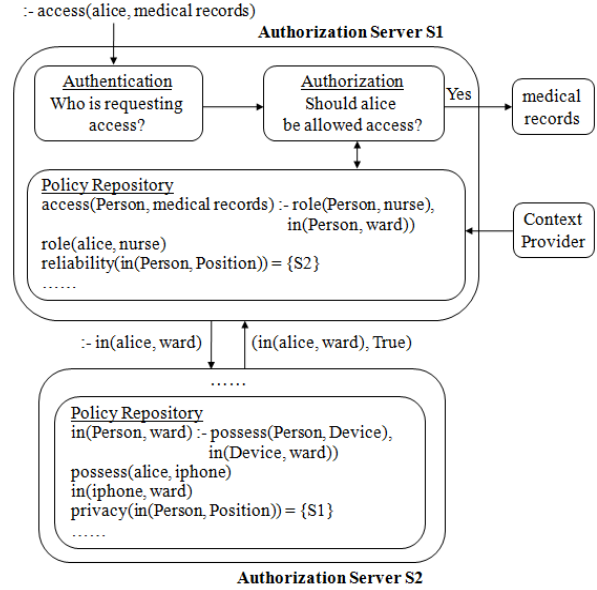 :- access(alice, medical records)
Authorization Server S1
Authentication
Who is requesting
access?
Authorization
Should alice
be allowed access?
Yes
medical
records
Policy Repository
access(Person, medical records) :- role(Person, nurse),
in(Person, ward))
role(alice, nurse)
reliability(in(Person, Position)) = {S2}
......
Context
Provider
:- in(alice, ward)
(in(alice, ward), True)
......
Policy Repository
in(Person, ward) :- possess(Person, Device),
in(Device, ward))
possess(alice, iphone)
in(iphone, ward)
privacy(in(Person, Position)) = {S1}
......
Authorization Server S2